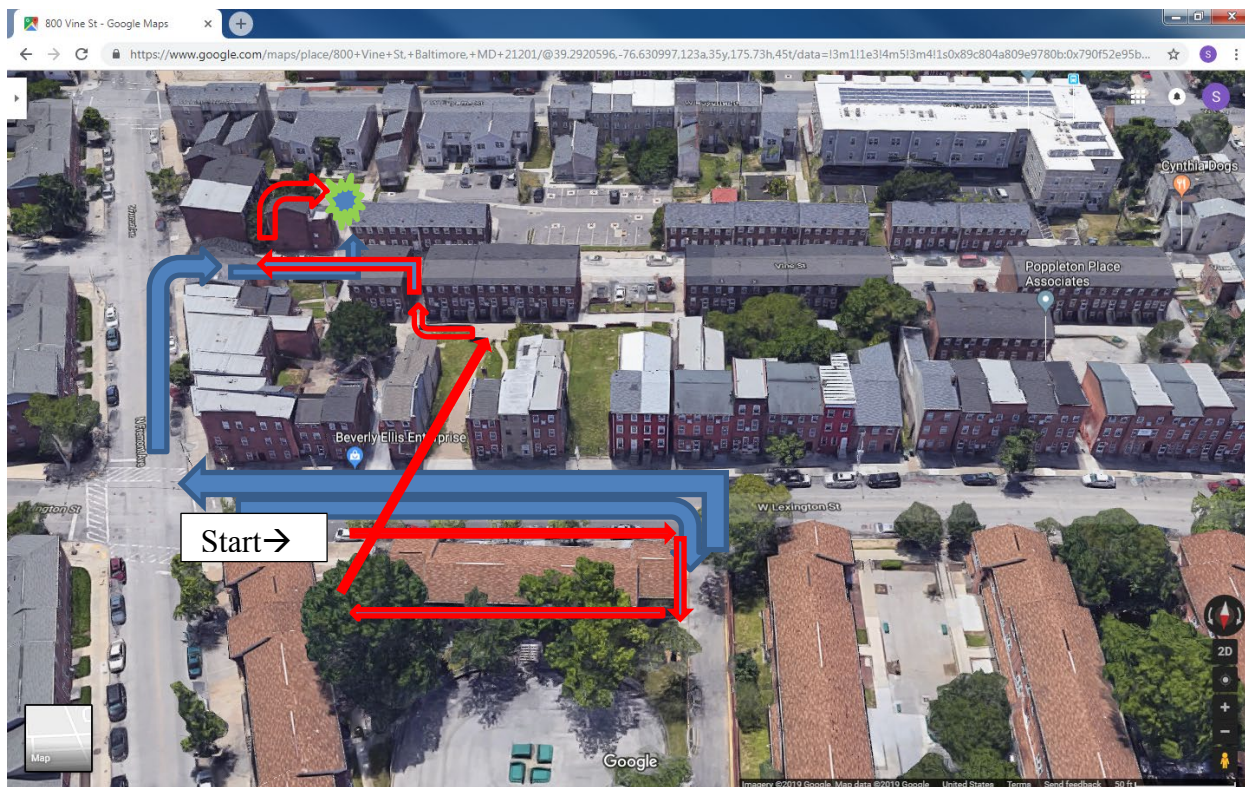 800 Vine St - Google Maps
https://www.google.com/maps/place/800+Vine+St,+Baltimore,+MD+21201/@39.2920596,-76.630997,123a,35y,175.73h,45t/data=!3m1!1e3!4m5!3m4!1s0x89c804a809e9780b:0x790f52e95b...
S
S
Cynthia Dogs
Vine St
Poppleton Place
Associates
Beverly Ellis Enterprise
W Lexington St
Start→
2D
Map
Google
Imagery ©2019 Google, Map data ©2019 Google United States Terms Send feedback 50 ft